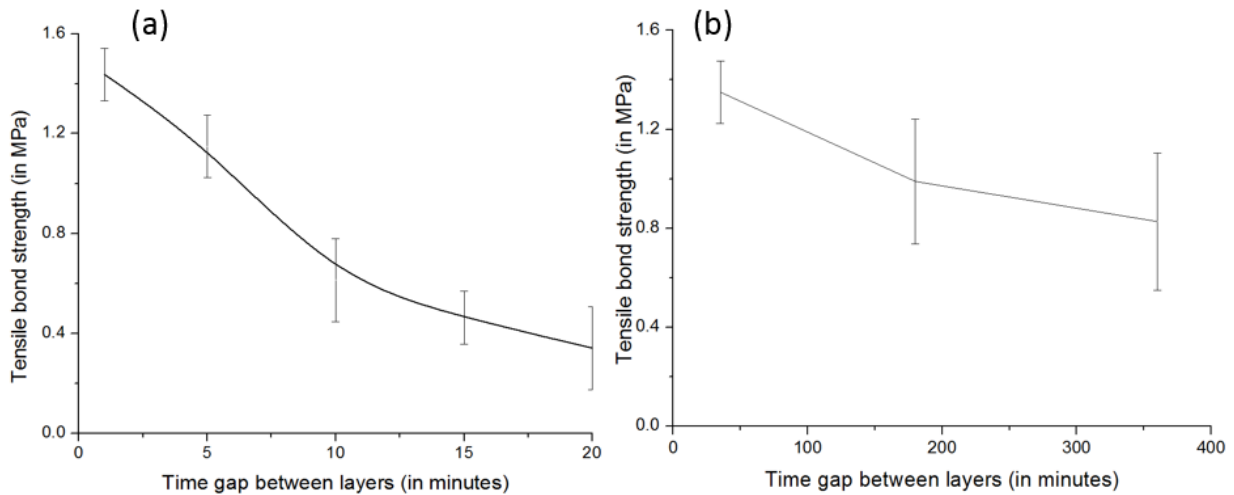 (a)
1.6
1.2
0.8
0.4
0.0
Tensile bond strength (in MPa)
0 5 10 15 20
Time gap between layers (in minutes)
(b)
1.6
1.2
0.8
0.4
0.0
Tensile bond strength (in MPa)
0 100 200 300 400
Time gap between layers (in minutes)